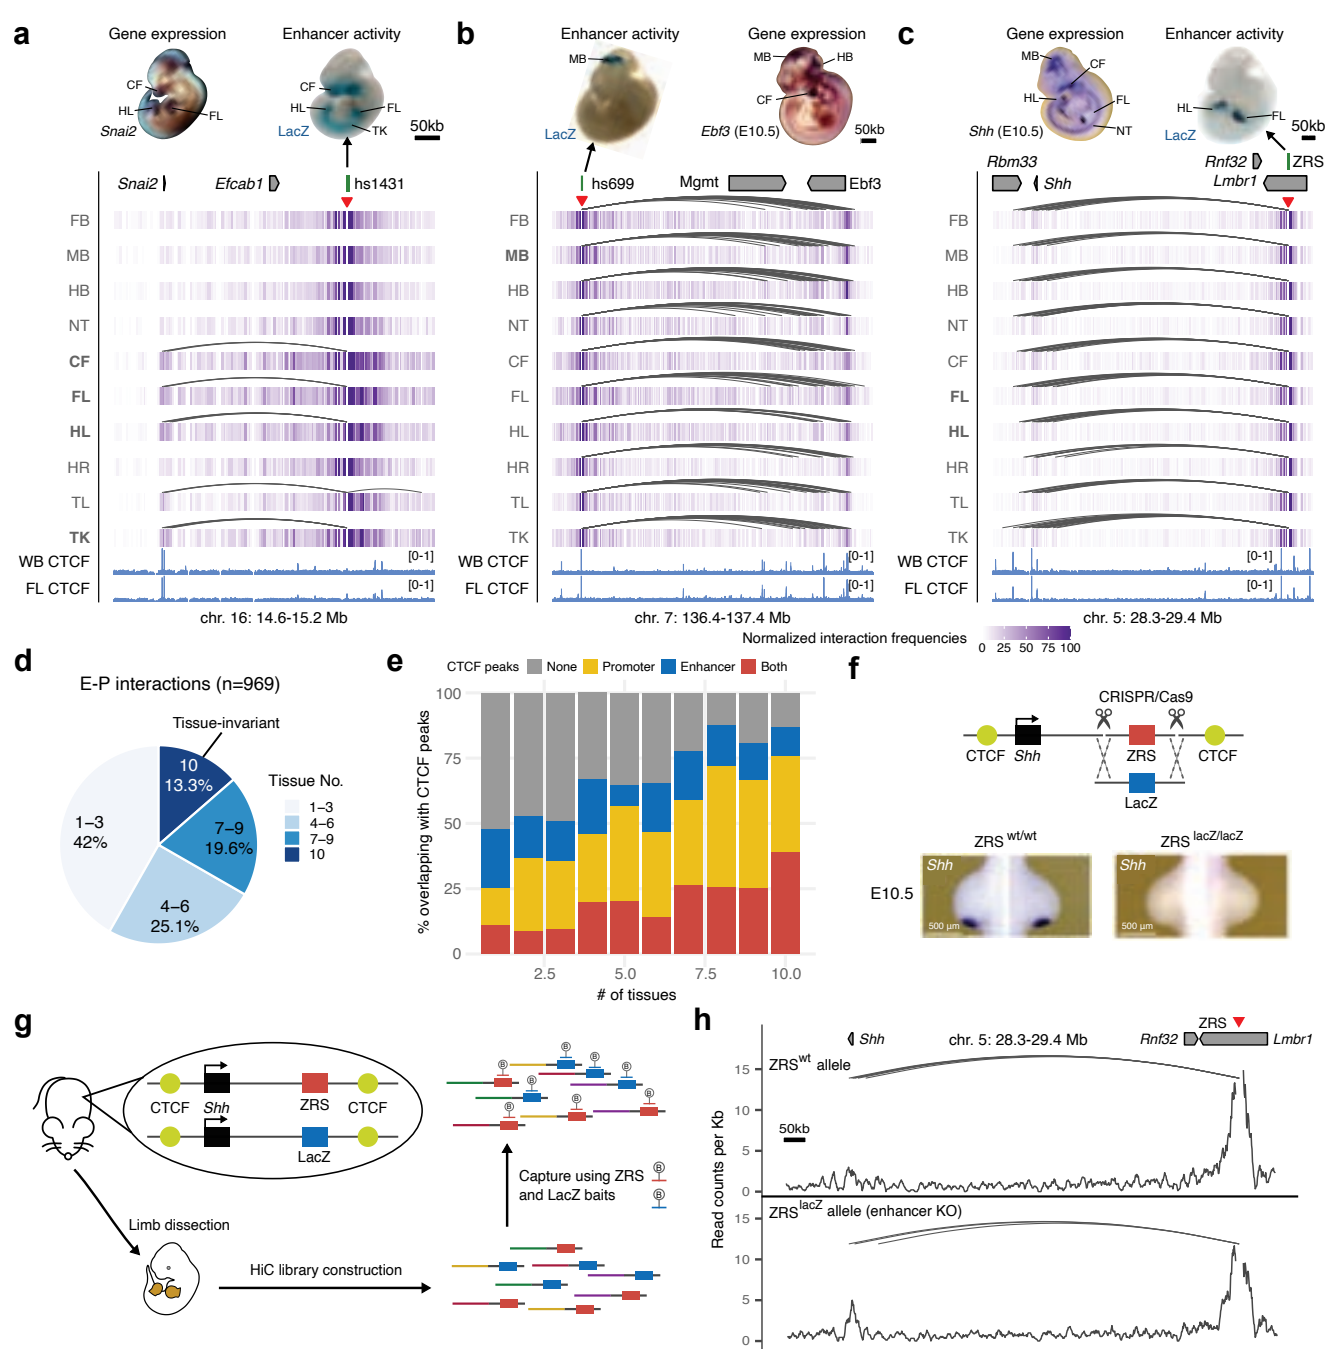 a
Gene expression
Enhancer activity
CF
HL
FL
Snai2
CF
HL
FL
TK
LacZ
50kb
Snai2
Efcab1
hs1431
FB
MB
HB
NT
CF
FL
HL
HR
TL
TK
WB CTCF
[0-1]
FL CTCF
[0-1]
chr. 16: 14.6-15.2 Mb
b
Enhancer activity
Gene expression
MB
LacZ
MB
HB
CF
Ebf3 (E10.5)
50kb
hs699
Mgmt
Ebf3
FB
MB
HB
NT
CF
FL
HL
HR
TL
TK
WB CTCF
[0-1]
FL CTCF
[0-1]
chr. 7: 136.4-137.4 Mb
c
Gene expression
Enhancer activity
MB
CF
HL
FL
NT
Shh (E10.5)
HL
FL
LacZ
50kb
Rbm33
Shh
Rnf32
ZRS
Lmbr1
FB
MB
HB
NT
CF
FL
HL
HR
TL
TK
WB CTCF
[0-1]
FL CTCF
[0-1]
chr. 5: 28.3-29.4 Mb
Normalized interaction frequencies
0 25 50 75 100
d
E-P interactions (n=969)
Tissue-invariant
10
13.3%
7–9
19.6%
4–6
25.1%
1–3
42%
Tissue No.
1–3
4–6
7–9
10
e
CTCF peaks None Promoter Enhancer Both
% overlapping with CTCF peaks
100
75
50
25
0
2.5 5.0 7.5 10.0
# of tissues
f
CRISPR/Cas9
CTCF Shh ZRS CTCF
LacZ
ZRS wt/wt
ZRS lacZ/lacZ
E10.5
Shh
500 µm
Shh
500 µm
g
CTCF Shh ZRS CTCF
LacZ
Limb dissection
HiC library construction
Capture using ZRS
and LacZ baits
B
B
B
B
B
B
B
B
B
B
h
ZRS
Shh
chr. 5: 28.3-29.4 Mb
Rnf32
Lmbr1
ZRSwt allele
50kb
Read counts per Kb
15
10
5
0
ZRSlacZ allele (enhancer KO)
15
10
5
0